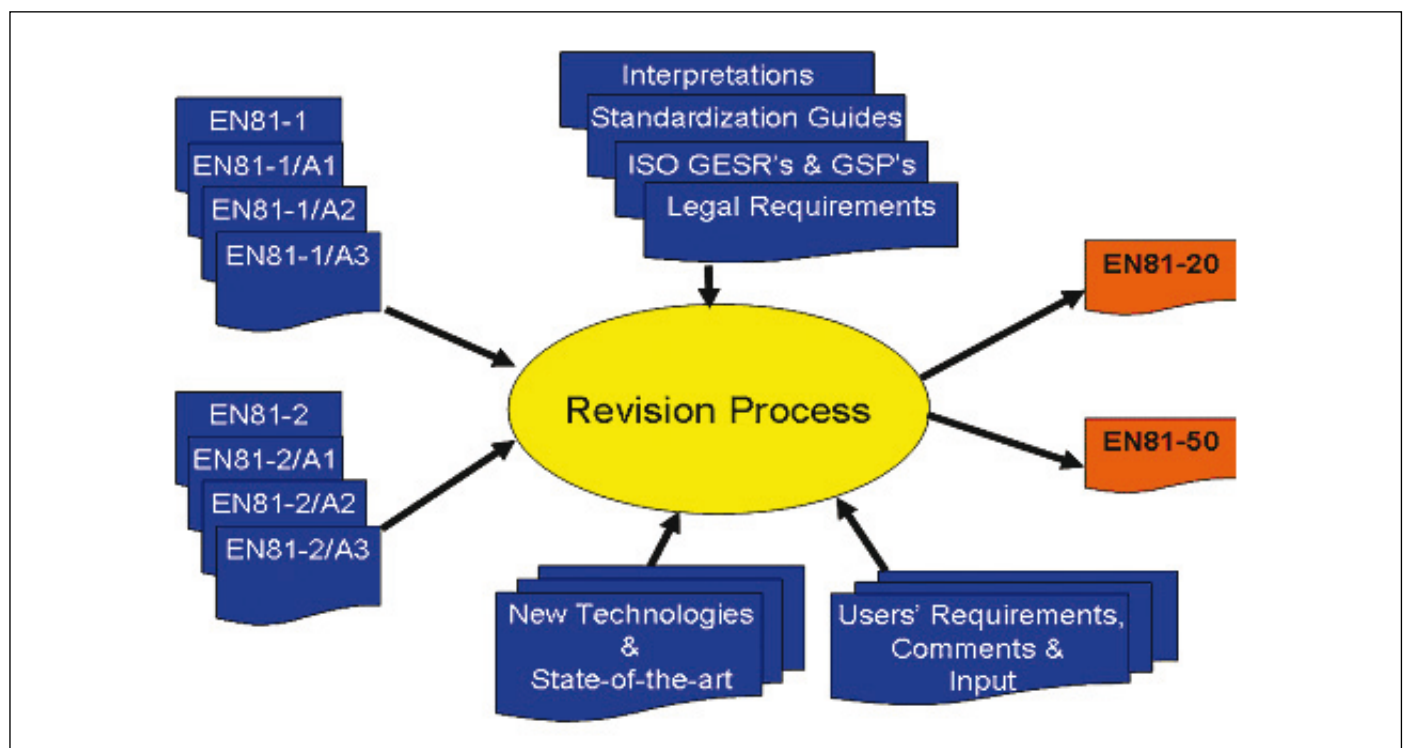 EN81-1
EN81-1/A1
EN81-1/A2
EN81-1/A3
Interpretations
Standardization Guides
ISO GESR's & GSP's
Legal Requirements
EN81-20
Revision Process
EN81-2
EN81-2/A1
EN81-2/A2
EN81-2/A3
EN81-50
New Technologies
&
State-of-the-art
Users’ Requirements,
Comments &
Input